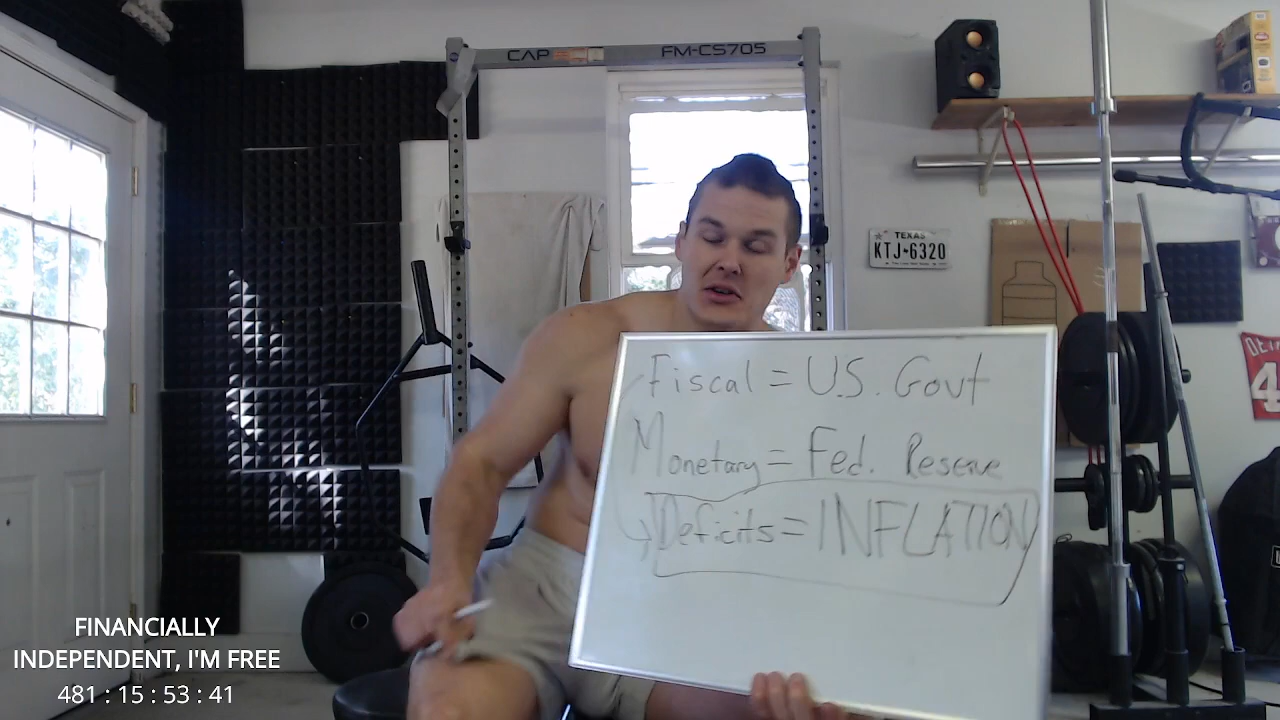 CAP FM-CS705
TEXAS
KTJ-6320
Fiscal = U.S. Govt
Monetary = Fed. Reserve
Deficits = INFLATION
FINANCIALLY
INDEPENDENT, I'M FREE
481 : 15 : 53 : 41